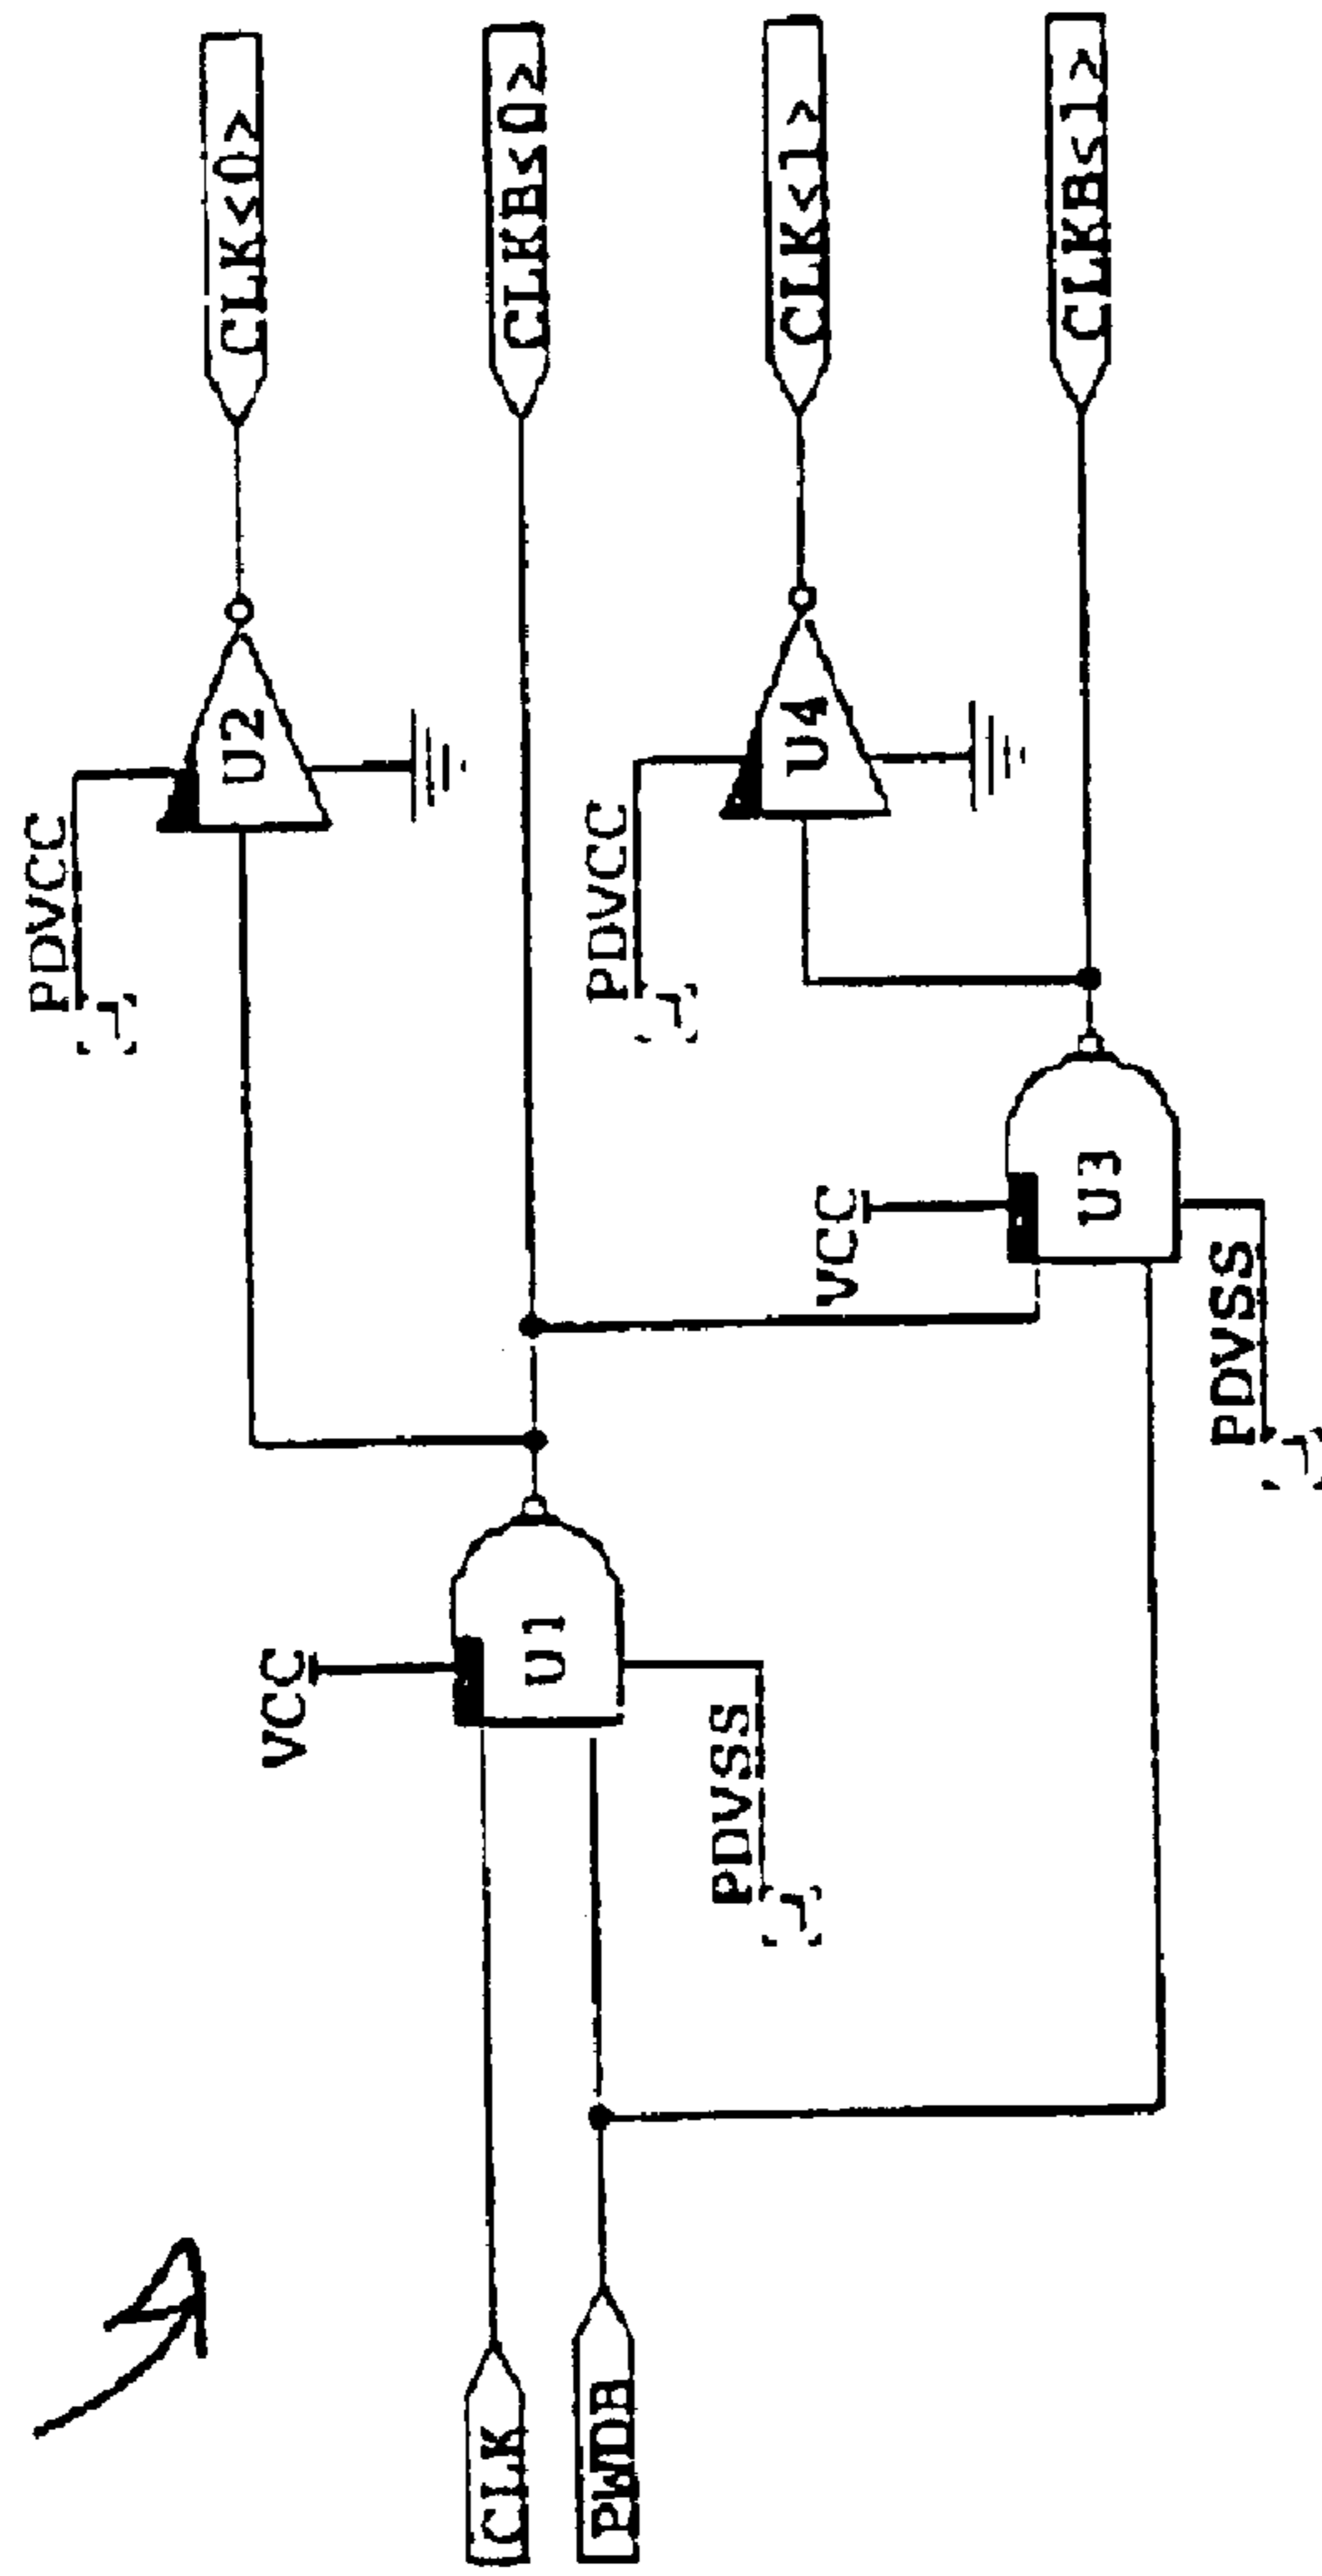 CLK
PWDB
VCC
U1
PDVSS
PDVCC
U2
VCC
U3
PDVSS
PDVCC
U4
CLK<0>
CLKB<0>
CLK<1>
CLKB<1>